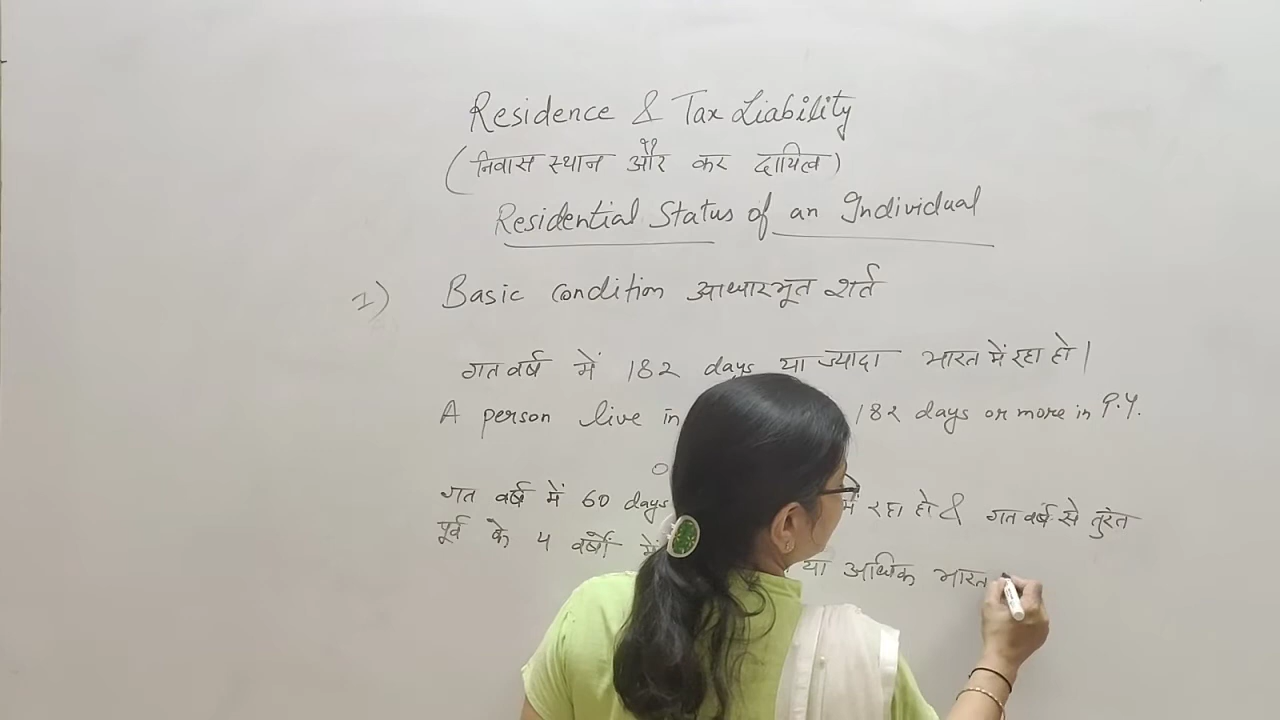 Residence & Tax Liability
(निवास स्थान और कर दायित्व)
Residential Status of an Individual
1) Basic condition आधारभूत शर्त
गत वर्ष में 182 days या ज्यादा भारत में रहा हो।
A person live in 182 days or more in P.Y.
गत वर्ष में 60 days में रहा हो & गत वर्ष से तुरंत
पूर्व के 4 वर्षों में या अधिक भारत